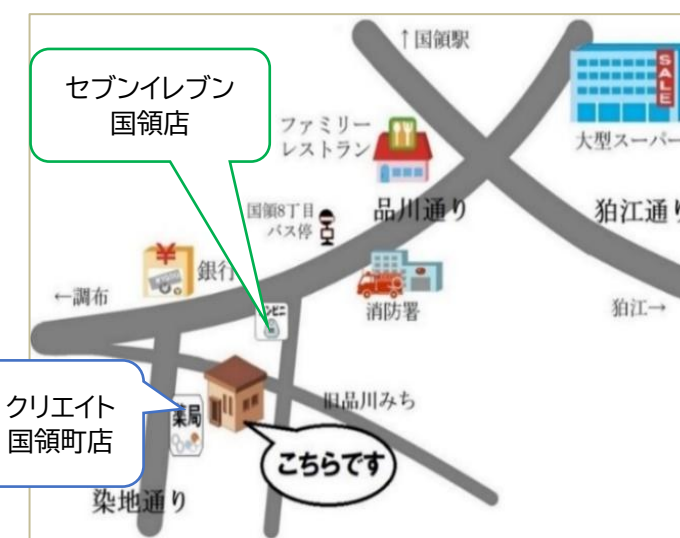 ↑国領駅
セブンイレブン
国領店
SALE
ファミリー
レストラン
大型スーパー
国領8丁目
バス停
品川通り
狛江通り
¥
銀行
←調布
消防署
狛江→
クリエイト
国領町店
薬局
旧品川みち
こちらです
染地通り